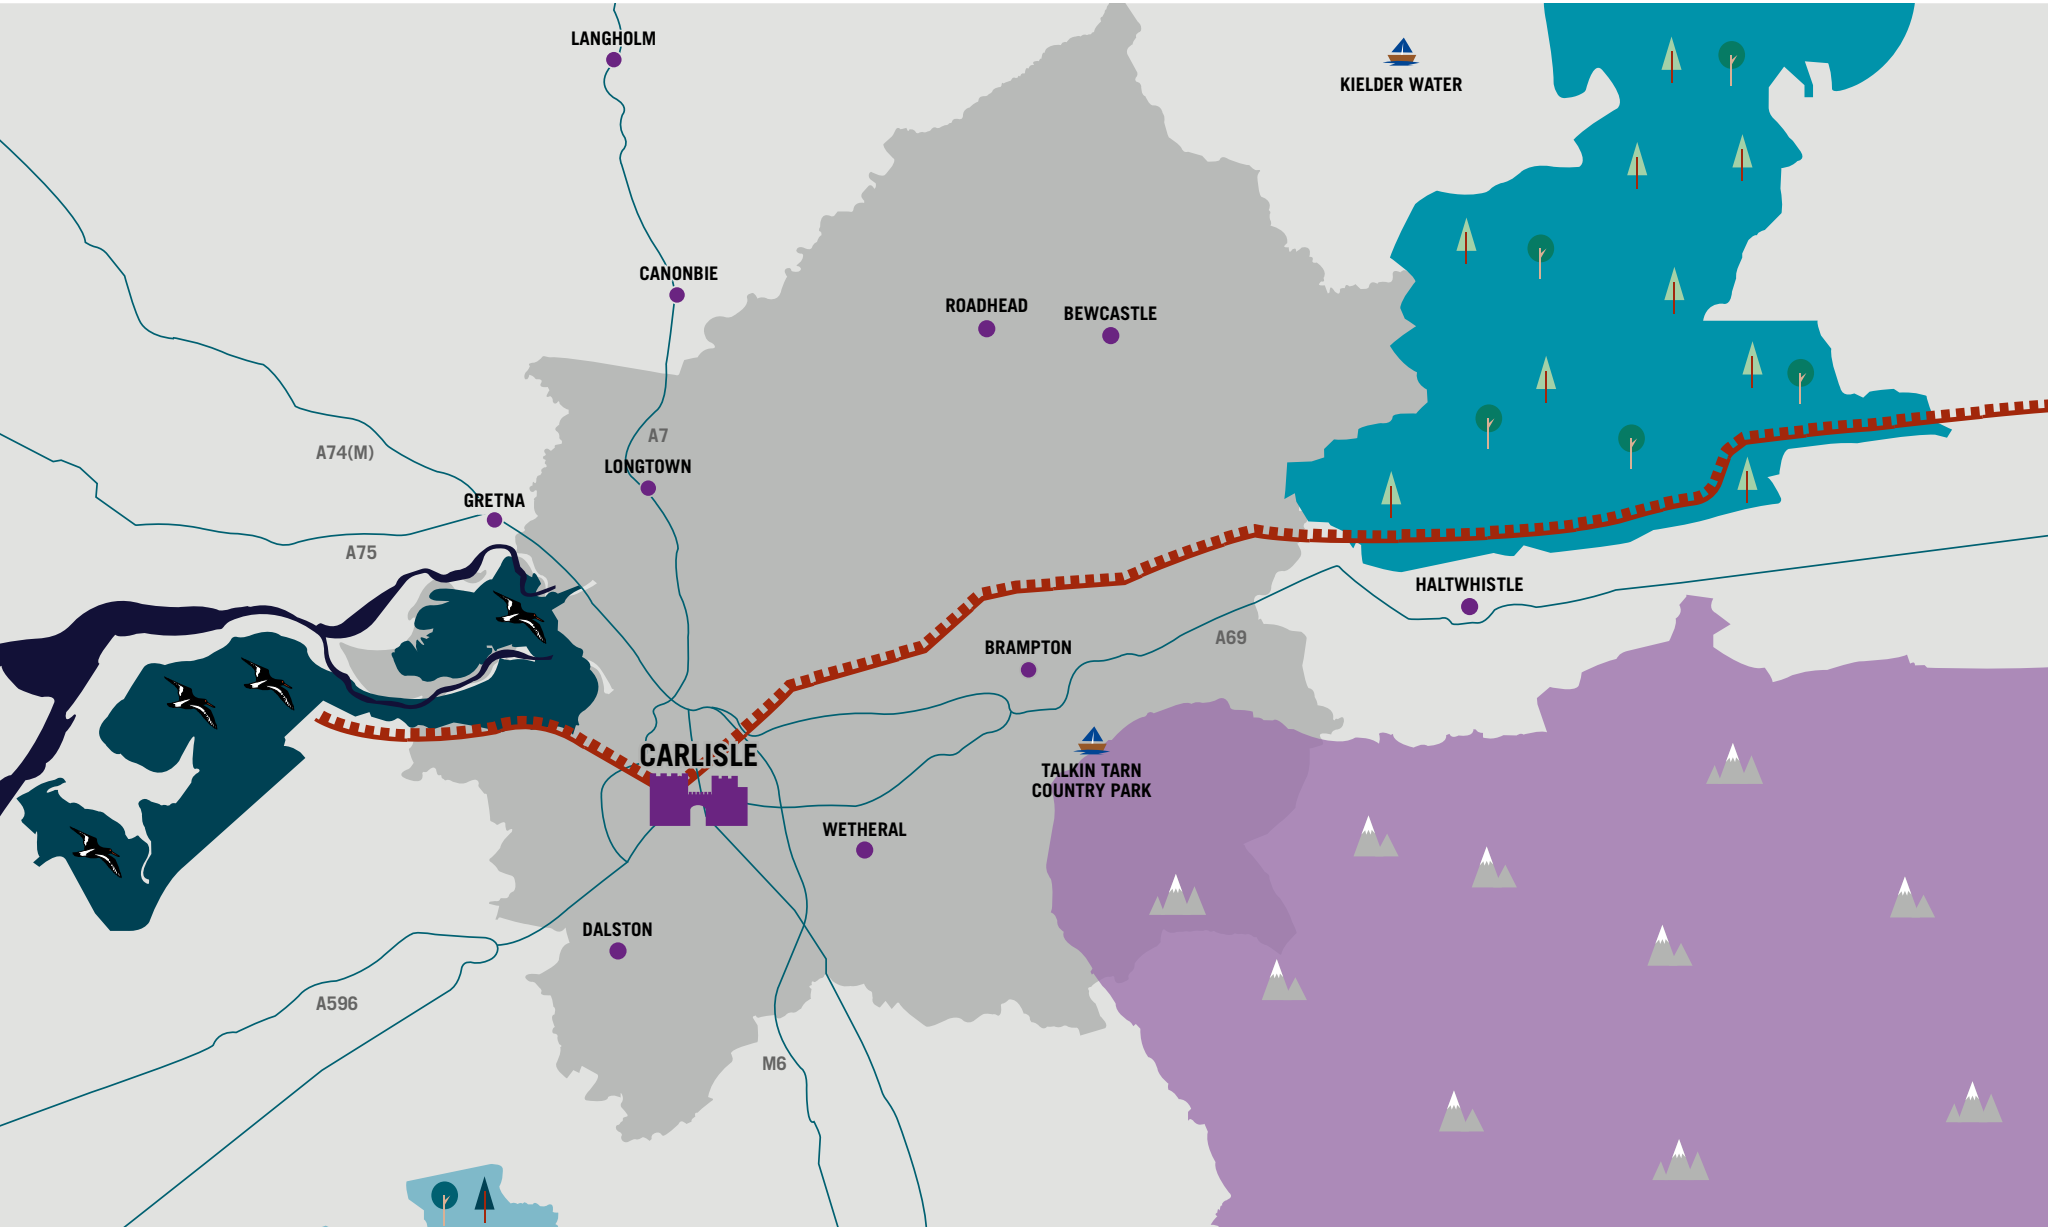 LANGHOLM
KIELDER WATER
CANONBIE
ROADHEAD
BEWCASTLE
A7
A74(M)
LONGTOWN
GRETNA
A75
HALTWHISTLE
A69
BRAMPTON
CARLISLE
TALKIN TARN
COUNTRY PARK
WETHERAL
DALSTON
A596
M6